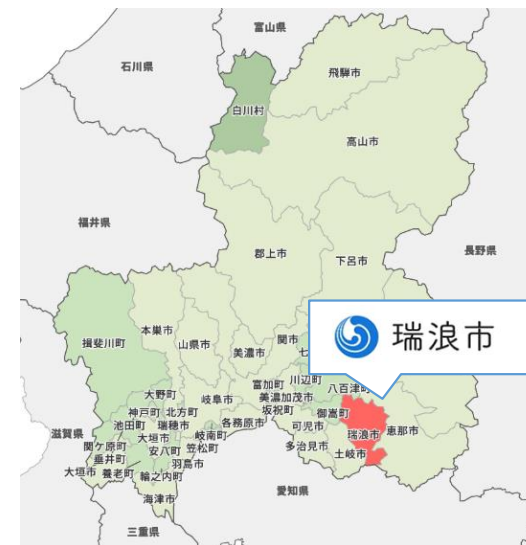 富山県
石川県
飛騨市
白川村
高山市
福井県
長野県
郡上市
下呂市
瑞浪市
本巣市
揖斐川町
山県市
関市
七
美濃市
富加町
川辺町
八百津町
大野町
岐阜市
美濃加茂市
神戸町
北方町
坂祝町
御嵩町
池田町
瑞穂市
各務原市
可児市
滋賀県
大垣市
岐南町
瑞浪市
恵那市
関ケ原町
安八町
笠松町
多治見市
土岐市
垂井町
羽島市
大垣市
養老町
輪之内町
海津市
愛知県
三重県